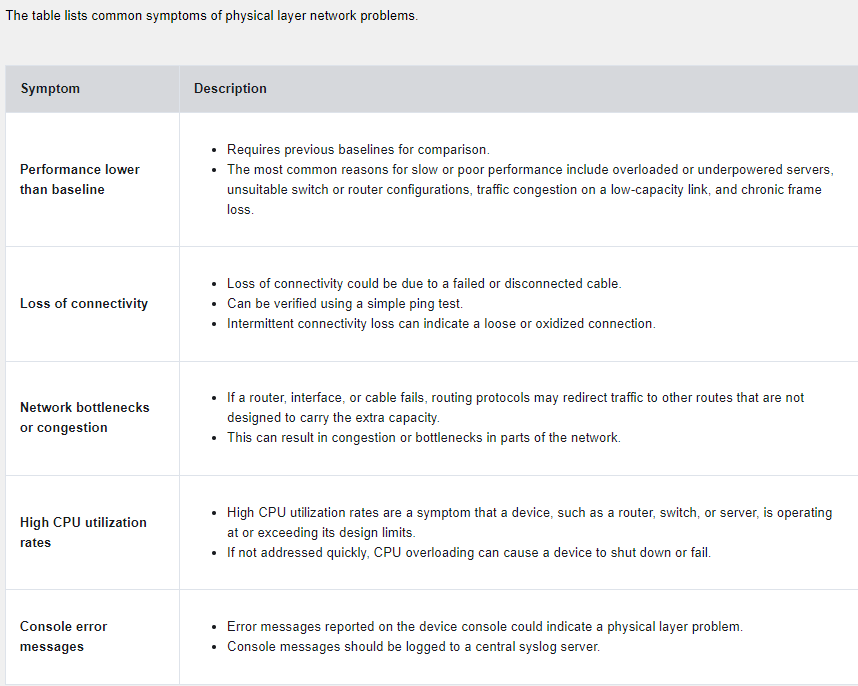 The table lists common symptoms of physical layer network problems.
Symptom
Description
Performance lower
than baseline
• Requires previous baselines for comparison.
• The most common reasons for slow or poor performance include overloaded or underpowered servers,
unsuitable switch or router configurations, traffic congestion on a low-capacity link, and chronic frame
loss.
Loss of connectivity
• Loss of connectivity could be due to a failed or disconnected cable.
• Can be verified using a simple ping test.
• Intermittent connectivity loss can indicate a loose or oxidized connection.
Network bottlenecks
or congestion
• If a router, interface, or cable fails, routing protocols may redirect traffic to other routes that are not
designed to carry the extra capacity.
• This can result in congestion or bottlenecks in parts of the network.
High CPU utilization
rates
• High CPU utilization rates are a symptom that a device, such as a router, switch, or server, is operating
at or exceeding its design limits.
• If not addressed quickly, CPU overloading can cause a device to shut down or fail.
Console error
messages
• Error messages reported on the device console could indicate a physical layer problem.
• Console messages should be logged to a central syslog server.